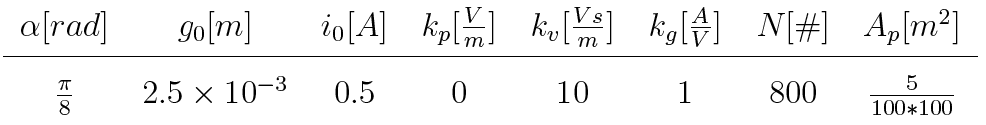 α[rad] g₀[m] i₀[A] kₚ[V/m] kᵥ[Vs/m] k_g[A/V] N[#] Aₚ[m²]
π/8 2.5 × 10⁻³ 0.5 0 10 1 800 5/100*100